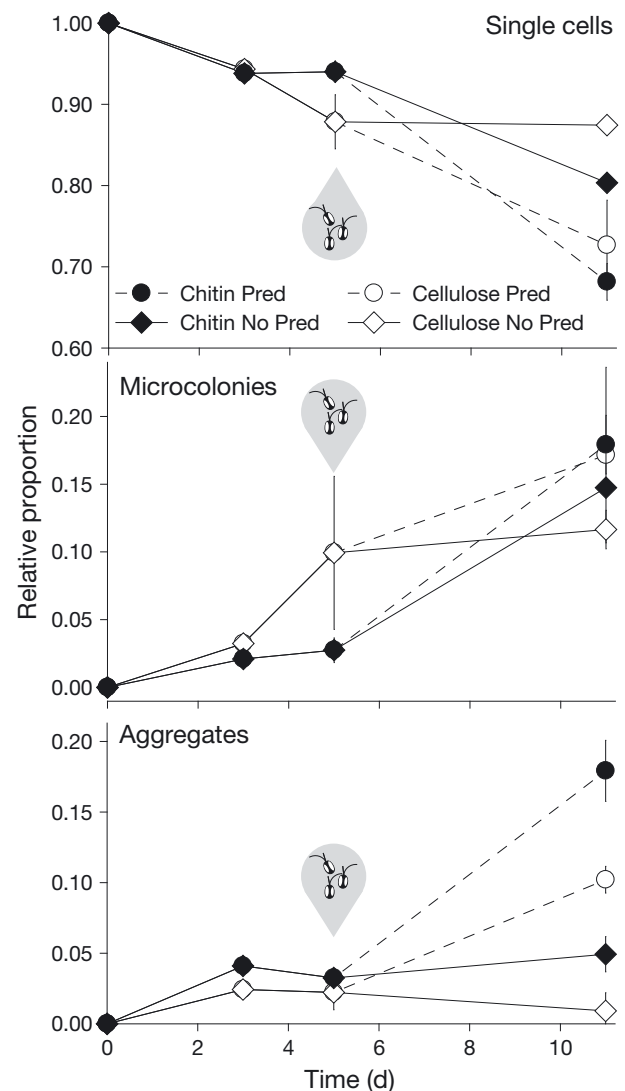 Single cells
1.00
0.90
0.80
0.70
0.60
Chitin Pred Cellulose Pred
Chitin No Pred Cellulose No Pred
Microcolonies
0.20
0.15
0.10
0.05
0.00
Relative proportion
Aggregates
0.20
0.15
0.10
0.05
0.00
0 2 4 6 8 10
Time (d)